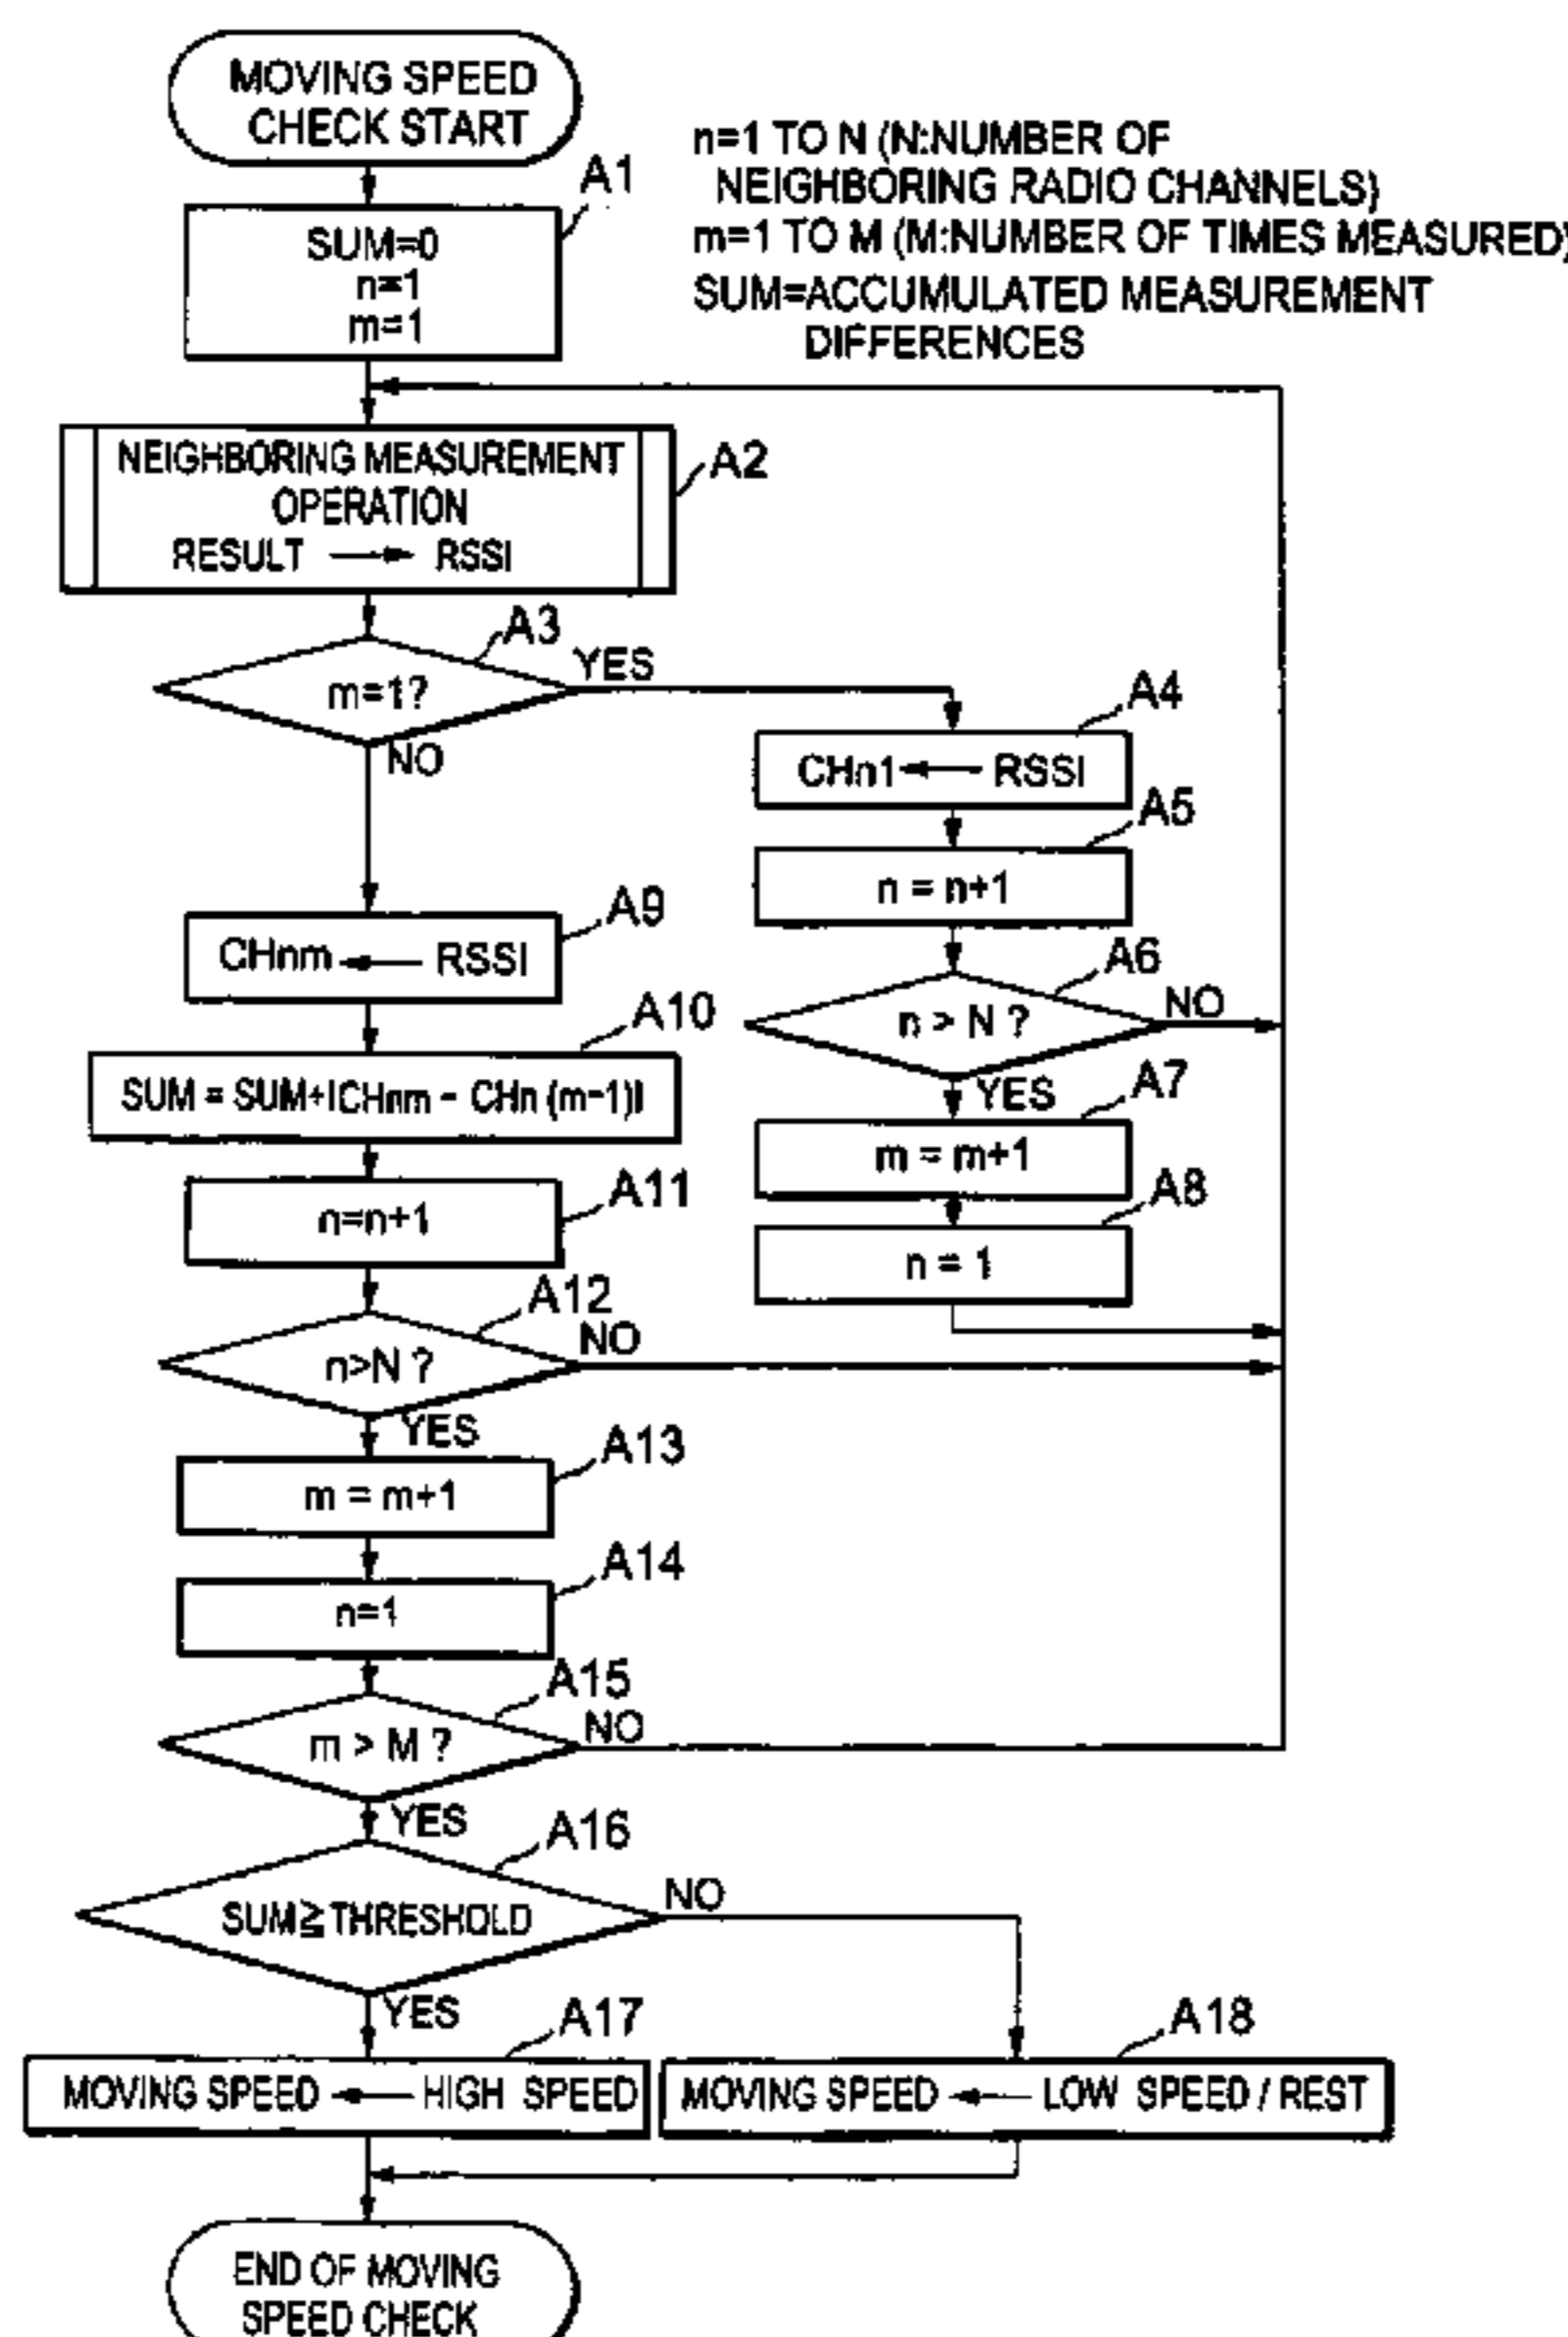 MOVING SPEED
CHECK START
n=1 TO N (N:NUMBER OF
NEIGHBORING RADIO CHANNELS)
m=1 TO M (M:NUMBER OF TIMES MEASURED)
SUM=ACCUMULATED MEASUREMENT
DIFFERENCES
A1
SUM=0
n=1
m=1
NEIGHBORING MEASUREMENT
OPERATION
RESULT → RSSI
A2
A3
m=1?
YES
NO
A4
CHn1 ← RSSI
A5
n = n+1
A6
n > N ?
NO
YES
A7
m = m+1
A8
n = 1
A9
CHnm ← RSSI
A10
SUM = SUM+|CHnm - CHn (m-1)|
A11
n=n+1
A12
n>N ?
NO
YES
A13
m = m+1
A14
n=1
A15
m > M ?
NO
YES
A16
SUM≧THRESHOLD
NO
YES
A17
MOVING SPEED ← HIGH SPEED
A18
MOVING SPEED ← LOW SPEED / REST
END OF MOVING
SPEED CHECK